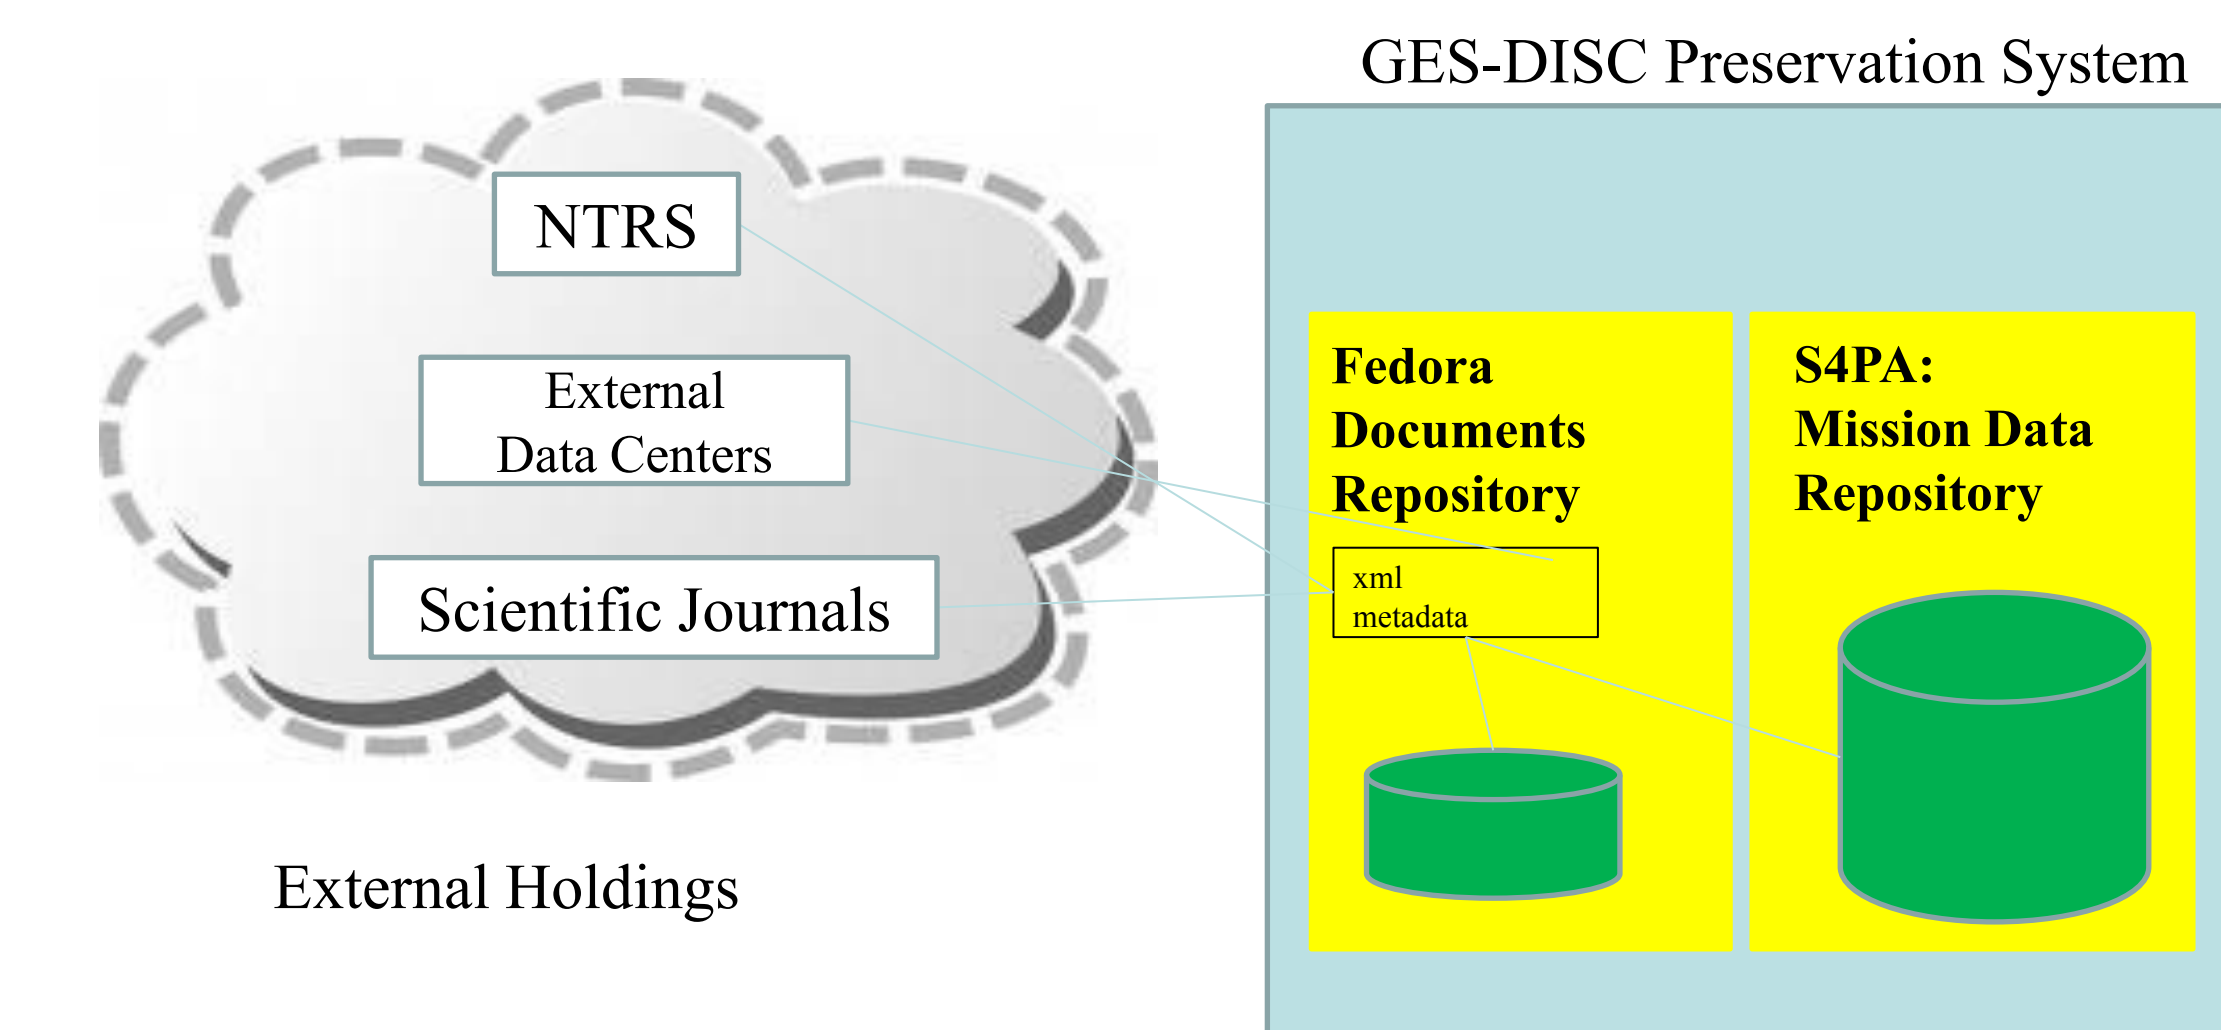 GES-DISC Preservation System
NTRS
External
Data Centers
Scientific Journals
External Holdings
Fedora
Documents
Repository
xml
metadata
S4PA:
Mission Data
Repository